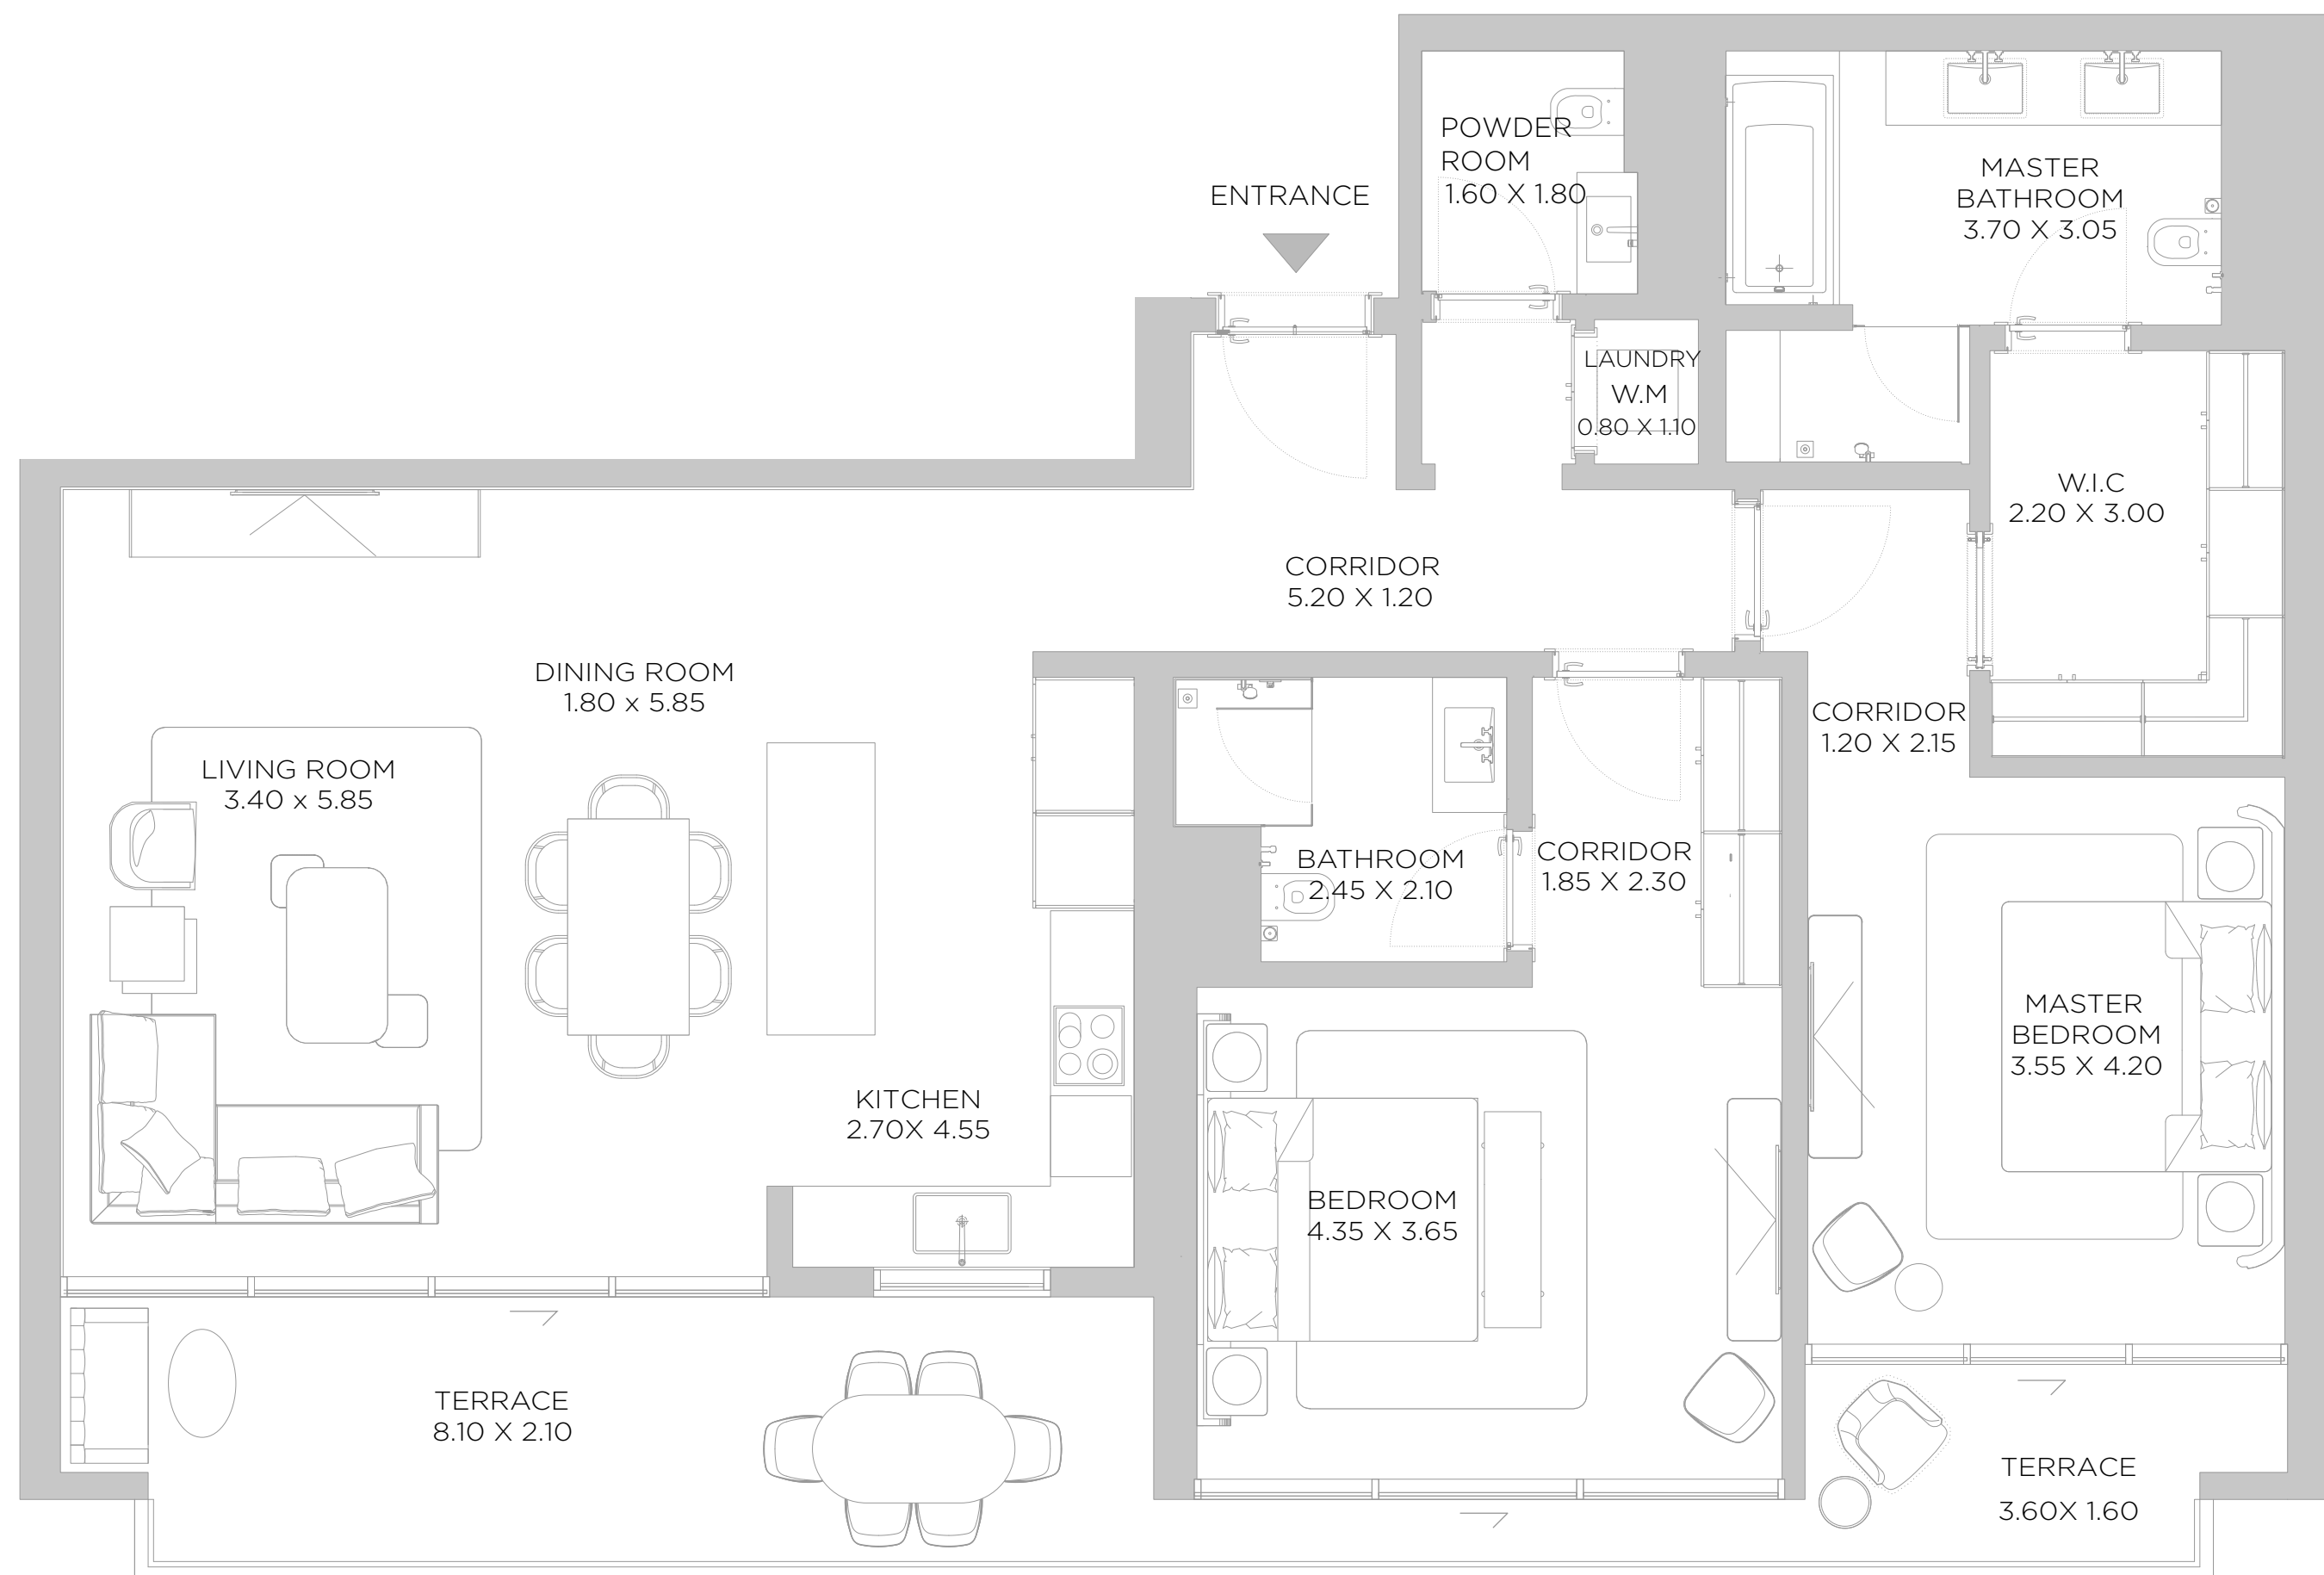 ENTRANCE
POWDER
ROOM
1.60 X 1.80
MASTER
BATHROOM
3.70 X 3.05
LAUNDRY
W.M
0.80 X 1.10
W.I.C
2.20 X 3.00
CORRIDOR
5.20 X 1.20
DINING ROOM
1.80 x 5.85
LIVING ROOM
3.40 x 5.85
CORRIDOR
1.20 X 2.15
BATHROOM
2.45 X 2.10
CORRIDOR
1.85 X 2.30
MASTER
BEDROOM
3.55 X 4.20
KITCHEN
2.70X 4.55
BEDROOM
4.35 X 3.65
TERRACE
8.10 X 2.10
TERRACE
3.60X 1.60